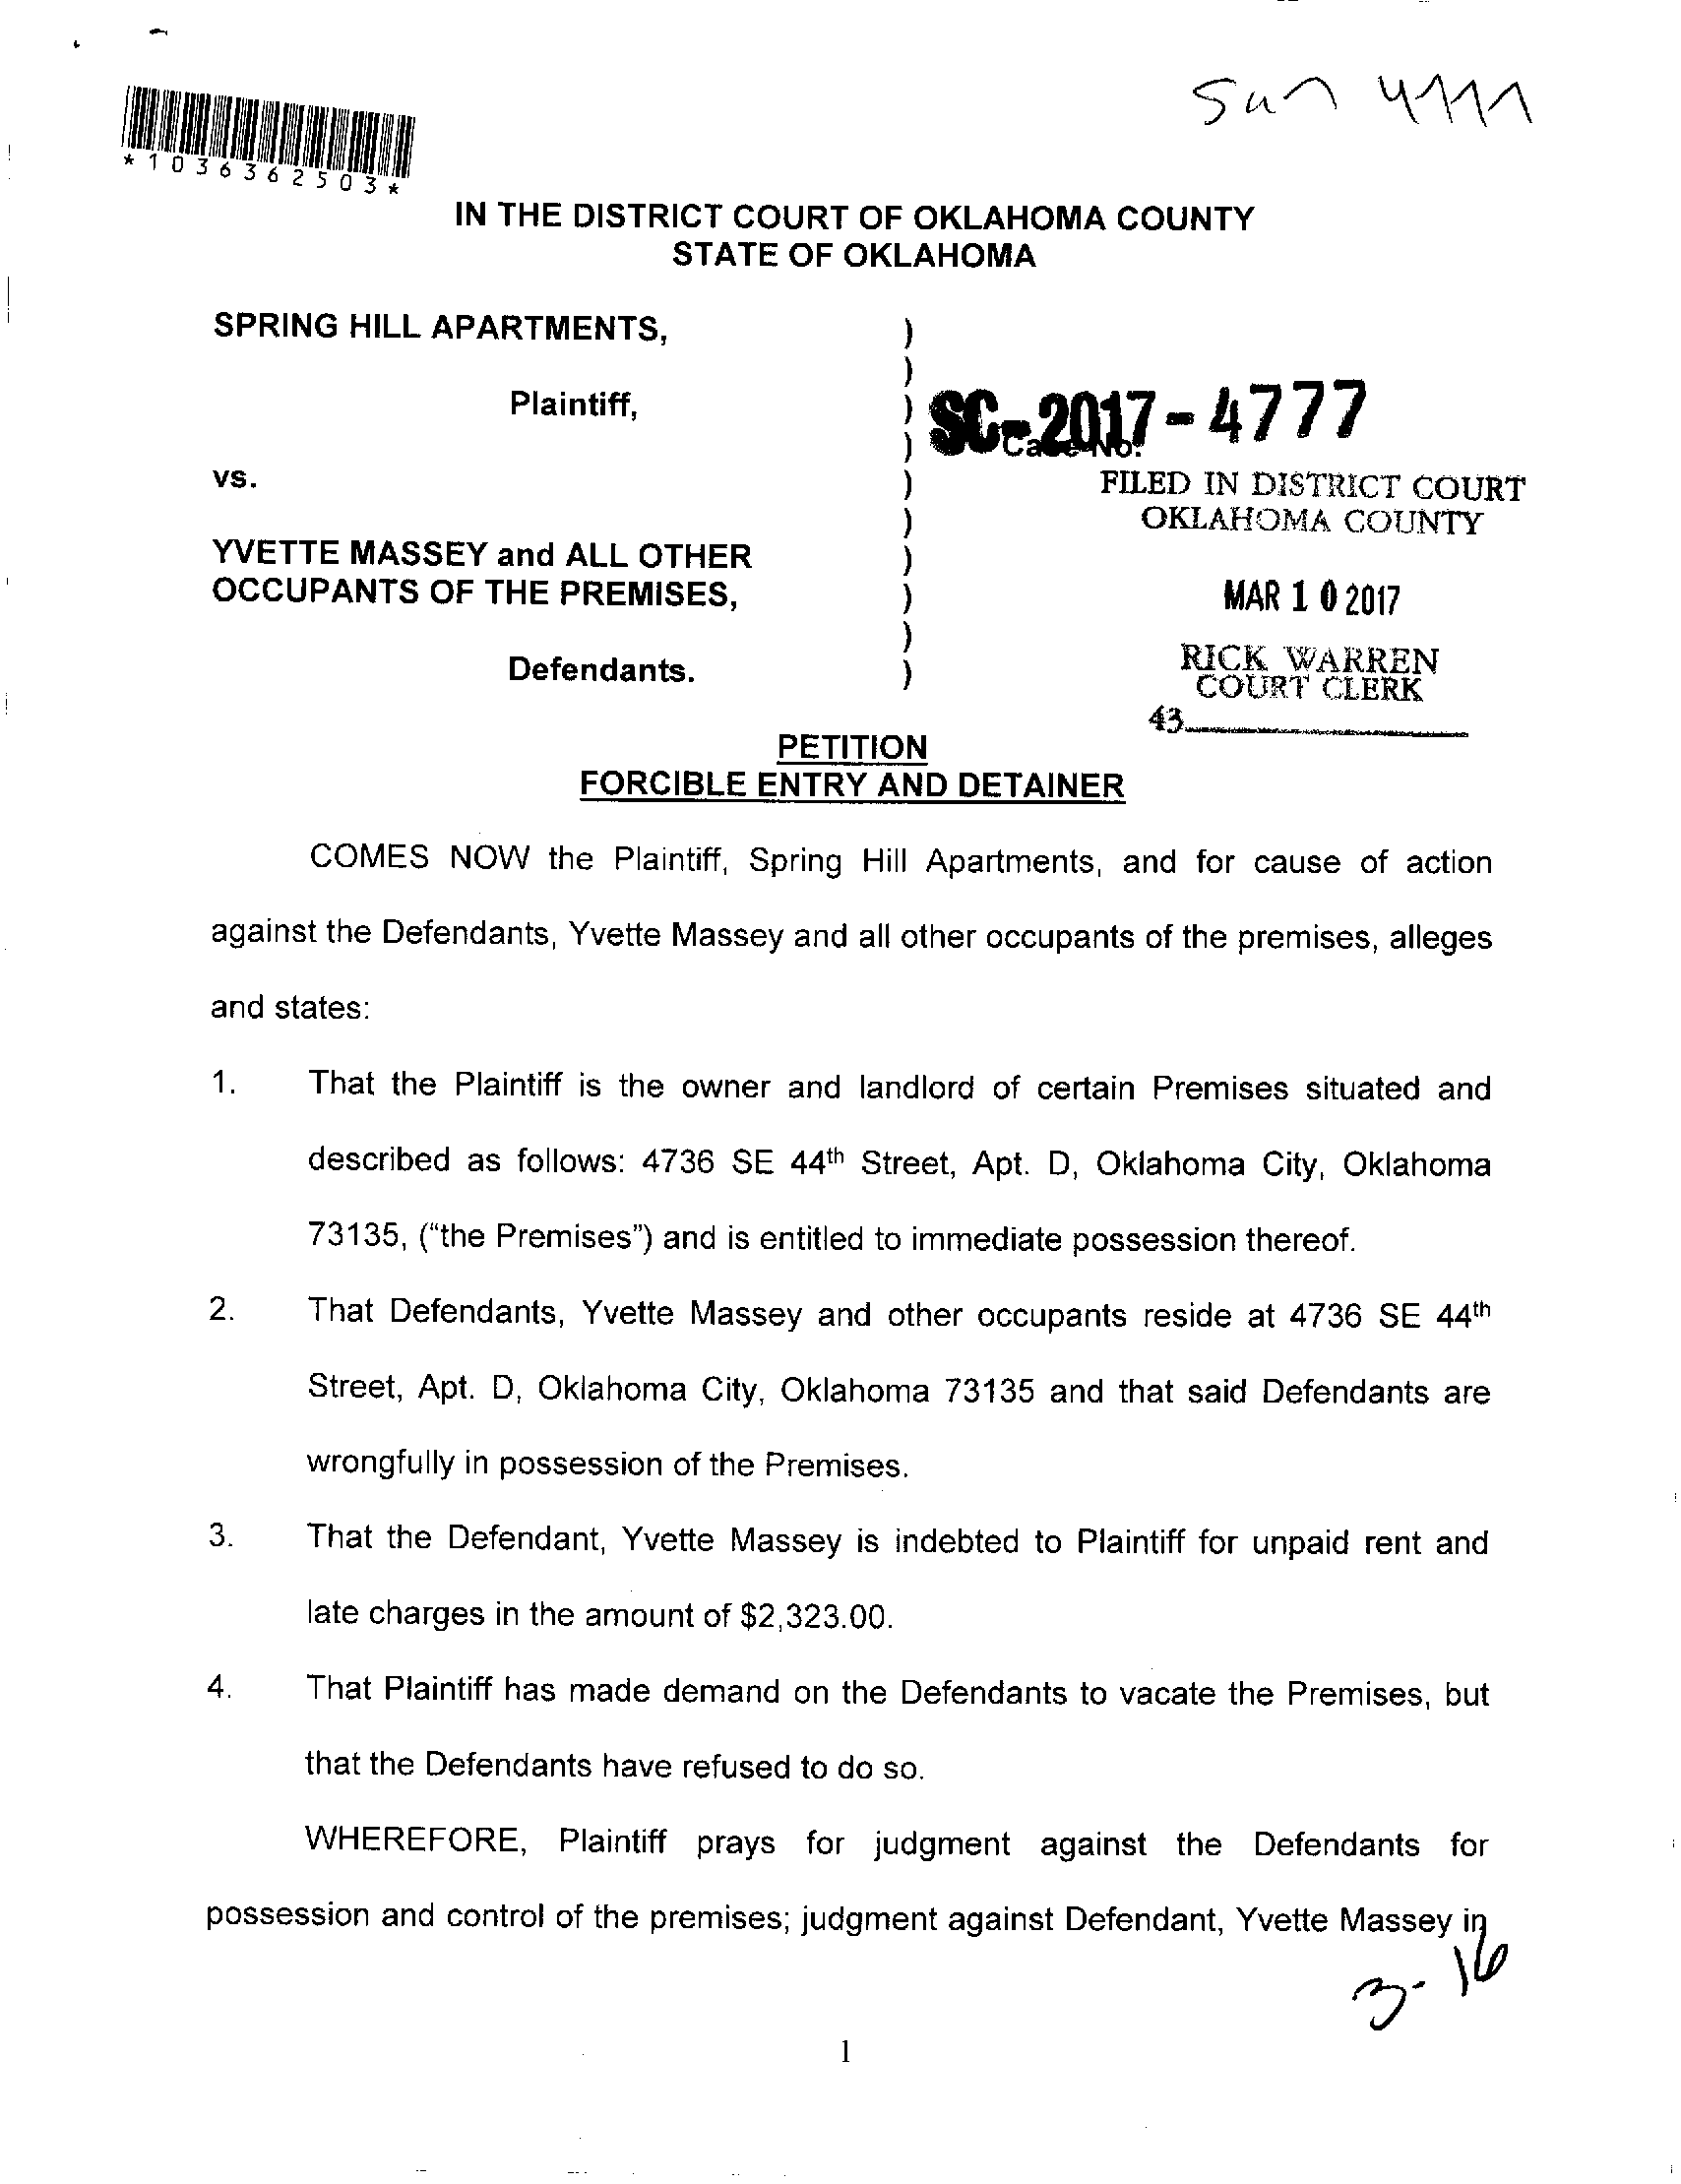 *1036362503*
IN THE DISTRICT COURT OF OKLAHOMA COUNTY
STATE OF OKLAHOMA
SPRING HILL APARTMENTS,
Plaintiff,
SC-2017-4777
Case No.
vs.
FILED IN DISTRICT COURT
OKLAHOMA COUNTY
YVETTE MASSEY and ALL OTHER
OCCUPANTS OF THE PREMISES,
MAR 10 2017
Defendants.
RICK WARREN
COURT CLERK
43
PETITION
FORCIBLE ENTRY AND DETAINER
COMES NOW the Plaintiff, Spring Hill Apartments, and for cause of action
against the Defendants, Yvette Massey and all other occupants of the premises, alleges
and states:
1. That the Plaintiff is the owner and landlord of certain Premises situated and
described as follows: 4736 SE 44th Street, Apt. D, Oklahoma City, Oklahoma
73135, ("the Premises") and is entitled to immediate possession thereof.
2. That Defendants, Yvette Massey and other occupants reside at 4736 SE 44th
Street, Apt. D, Oklahoma City, Oklahoma 73135 and that said Defendants are
wrongfully in possession of the Premises.
3. That the Defendant, Yvette Massey is indebted to Plaintiff for unpaid rent and
late charges in the amount of $2,323.00.
4. That Plaintiff has made demand on the Defendants to vacate the Premises, but
that the Defendants have refused to do so.
WHEREFORE, Plaintiff prays for judgment against the Defendants for
possession and control of the premises; judgment against Defendant, Yvette Massey in
3-16
1